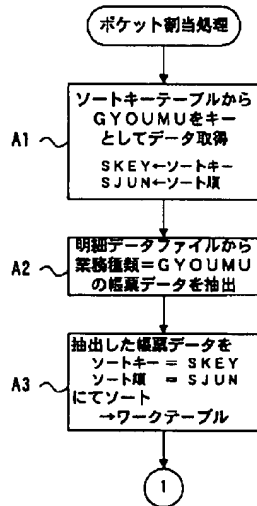 ポケット割当処理
A1
ソートキーテーブルから
GYOUMUをキー
としてデータ取得
SKEY←ソートキー
SJUN←ソート順
A2
明細データファイルから
業務種類=GYOUMU
の帳票データを抽出
A3
抽出した帳票データを
ソートキー=SKEY
ソート順 =SJUN
にてソート
→ワークテーブル
1